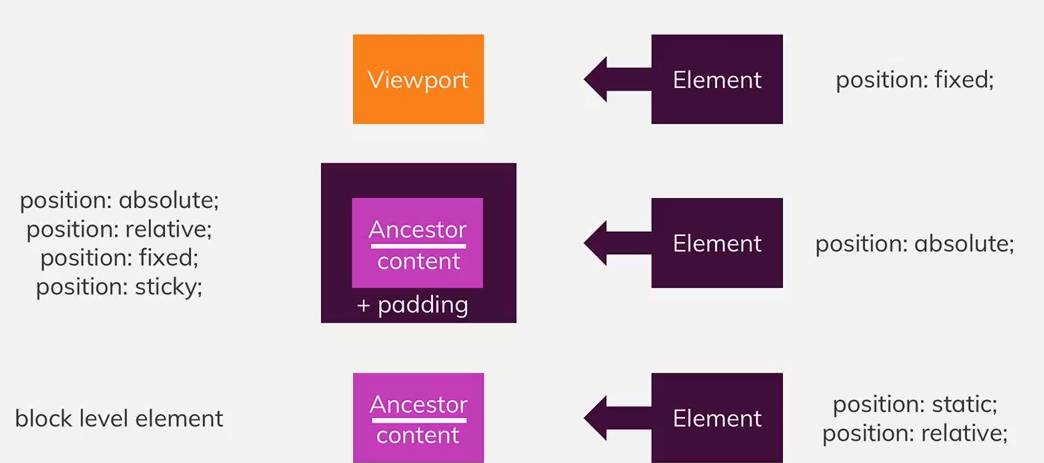 Viewport
Element
position: fixed;
position: absolute;
position: relative;
position: fixed;
position: sticky;
Ancestor
content
+ padding
Element
position: absolute;
block level element
Ancestor
content
Element
position: static;
position: relative;